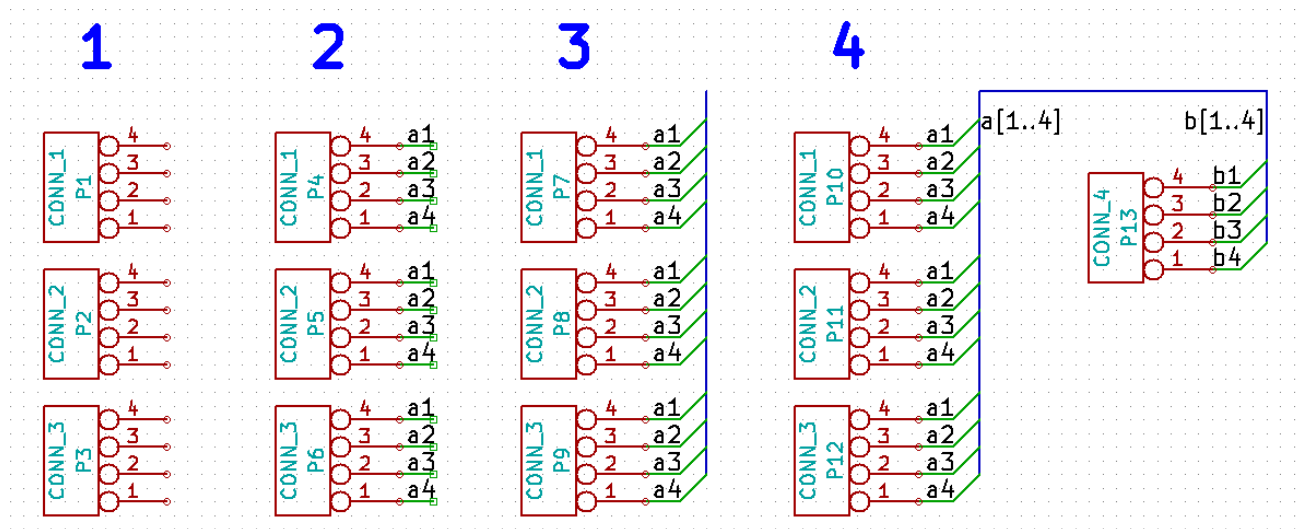 1 2 3 4
a[1..4] b[1..4]
CONN_1 P1 4 3 2 1
CONN_1 P4 4 3 2 1 a1 a2 a3 a4
CONN_1 P7 4 3 2 1 a1 a2 a3 a4
CONN_1 P10 4 3 2 1 a1 a2 a3 a4
CONN_4 P13 4 3 2 1 b1 b2 b3 b4
CONN_2 P2 4 3 2 1
CONN_2 P5 4 3 2 1 a1 a2 a3 a4
CONN_2 P8 4 3 2 1 a1 a2 a3 a4
CONN_2 P11 4 3 2 1 a1 a2 a3 a4
CONN_3 P3 4 3 2 1
CONN_3 P6 4 3 2 1 a1 a2 a3 a4
CONN_3 P9 4 3 2 1 a1 a2 a3 a4
CONN_3 P12 4 3 2 1 a1 a2 a3 a4